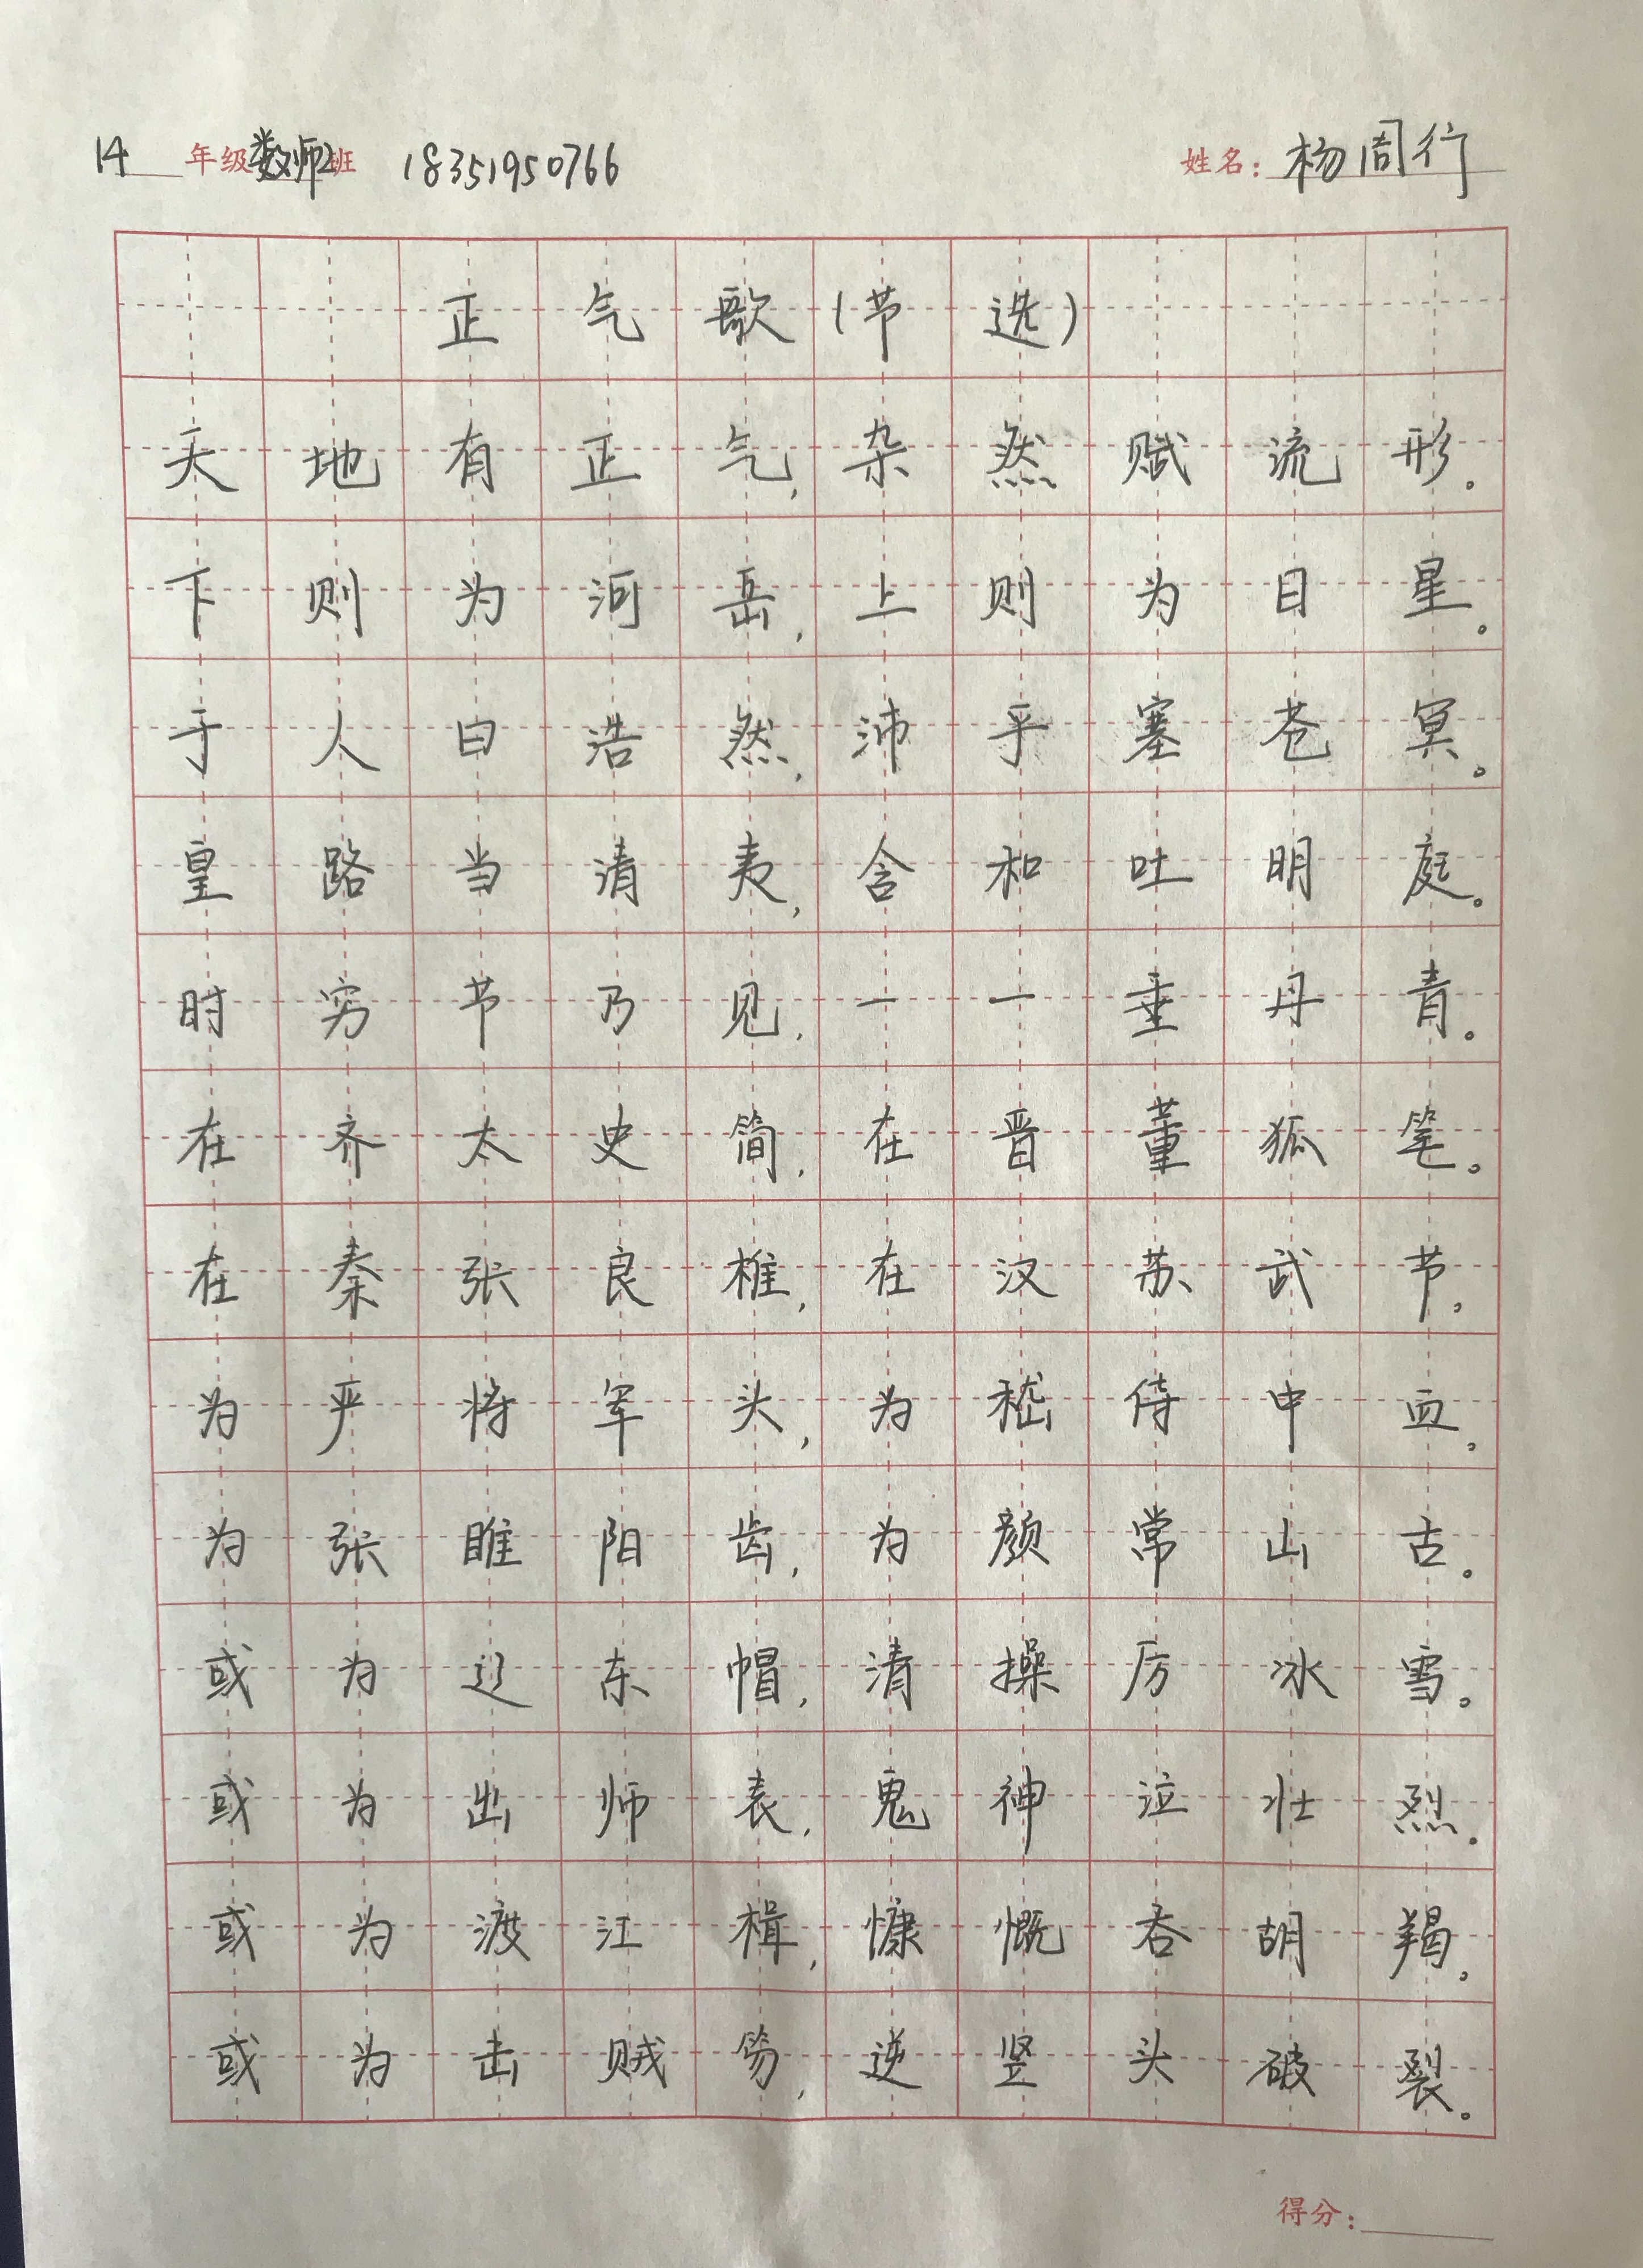 14 年级数师2班 18351950766 姓名：杨周行
正气歌（节选）
天地有正气，杂然赋流形。
下则为河岳，上则为日星。
于人曰浩然，沛乎塞苍冥。
皇路当清夷，含和吐明庭。
时穷节乃见，一一垂丹青。
在齐太史简，在晋董狐笔。
在秦张良椎，在汉苏武节，
为严将军头，为嵇侍中血，
为张睢阳齿，为颜常山古。
或为辽东帽，清操厉冰雪。
或为出师表，鬼神泣壮烈.
或为渡江楫，慷慨吞胡羯，
或为击贼笏，逆竖头破裂。
得分：